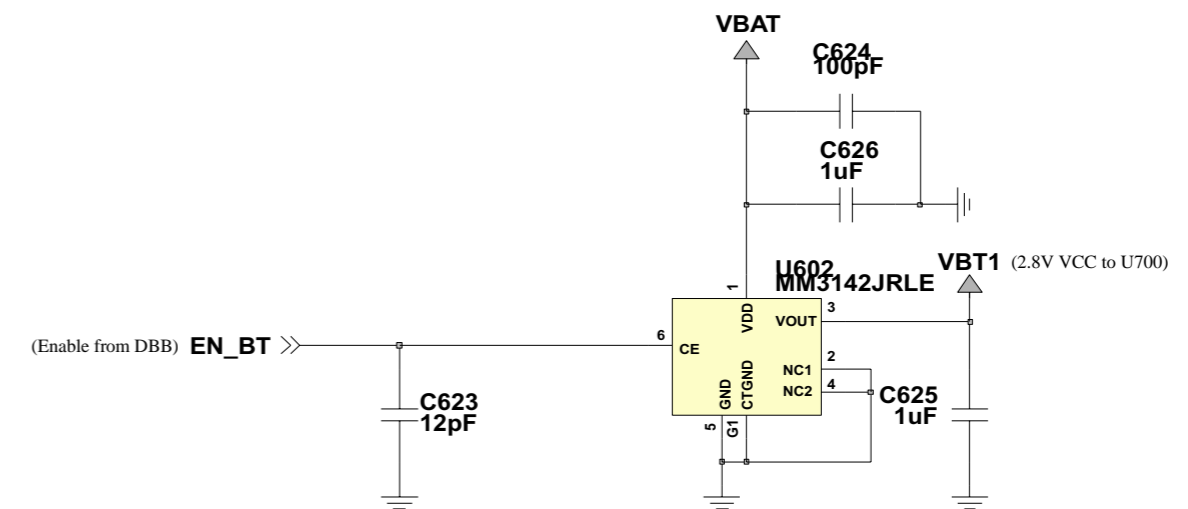 VBAT
C624
100pF
C626
1uF
U602
MM3142JRLE
VBT1 (2.8V VCC to U700)
1
VDD
3
VOUT
(Enable from DBB) EN_BT
6
CE
2
NC1
4
NC2
GND
CTGND
5
G1
C625
1uF
C623
12pF